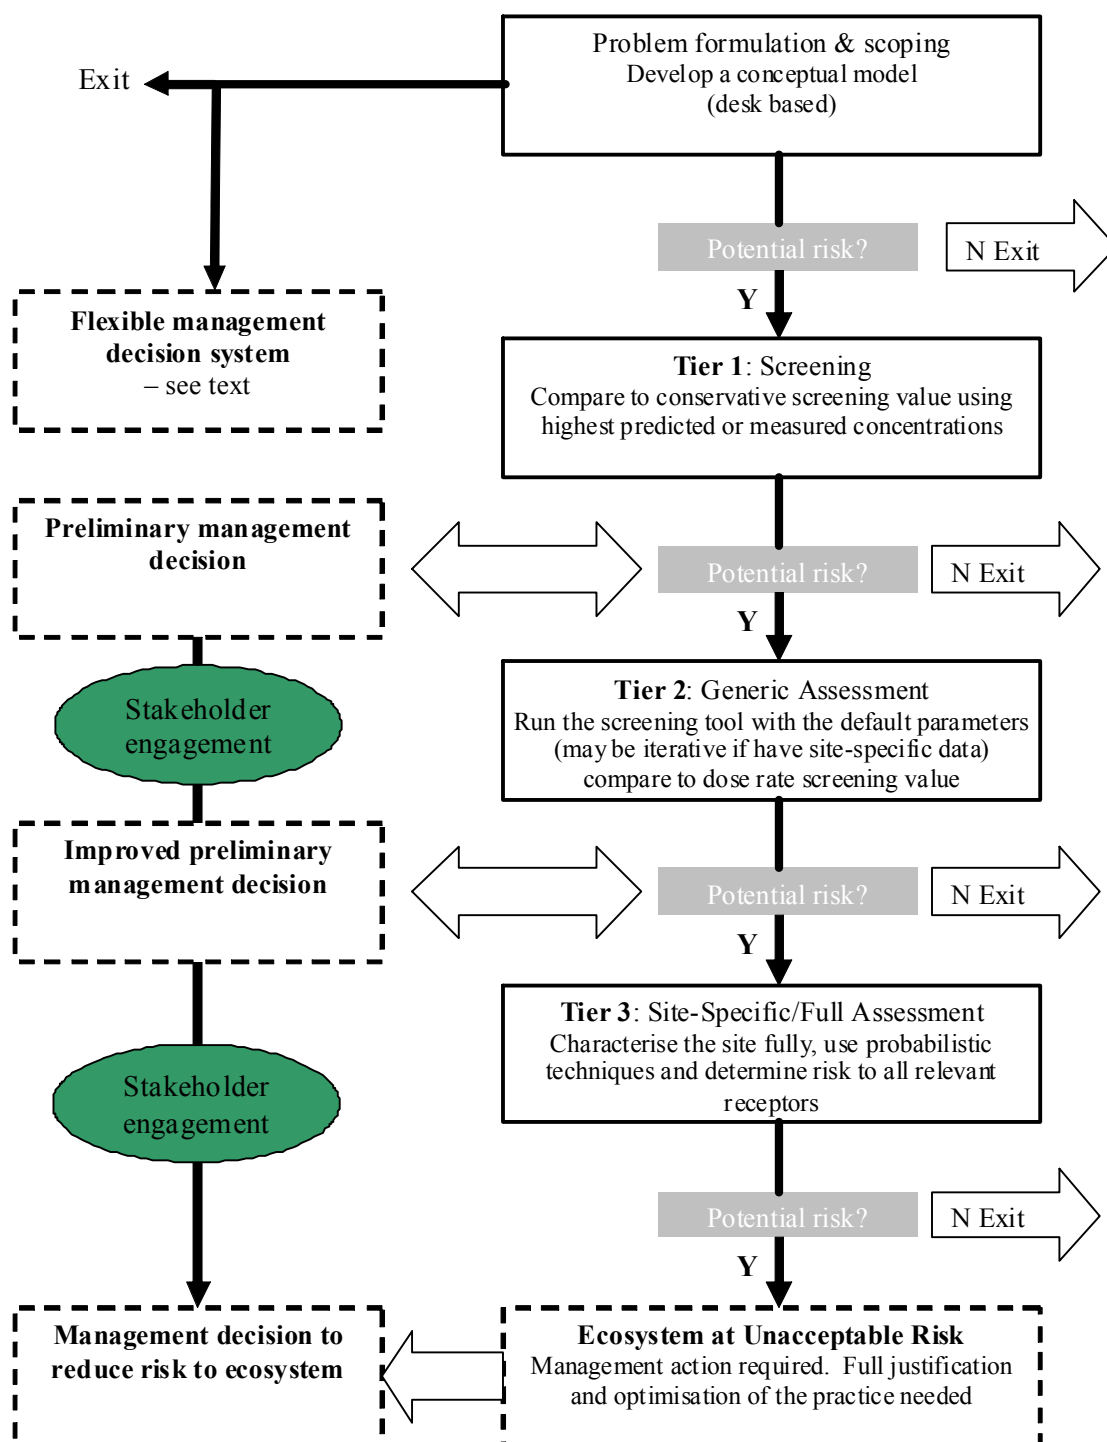 Problem formulation & scoping
Develop a conceptual model
(desk based)
Exit
Potential risk?
N Exit
Y
Flexible management
decision system
– see text
Tier 1: Screening
Compare to conservative screening value using
highest predicted or measured concentrations
Preliminary management
decision
Potential risk?
N Exit
Y
Stakeholder
engagement
Tier 2: Generic Assessment
Run the screening tool with the default parameters
(may be iterative if have site-specific data)
compare to dose rate screening value
Improved preliminary
management decision
Potential risk?
N Exit
Y
Tier 3: Site-Specific/Full Assessment
Characterise the site fully, use probabilistic
techniques and determine risk to all relevant
receptors
Stakeholder
engagement
Potential risk?
N Exit
Y
Management decision to
reduce risk to ecosystem
Ecosystem at Unacceptable Risk
Management action required.  Full justification
and optimisation of the practice needed